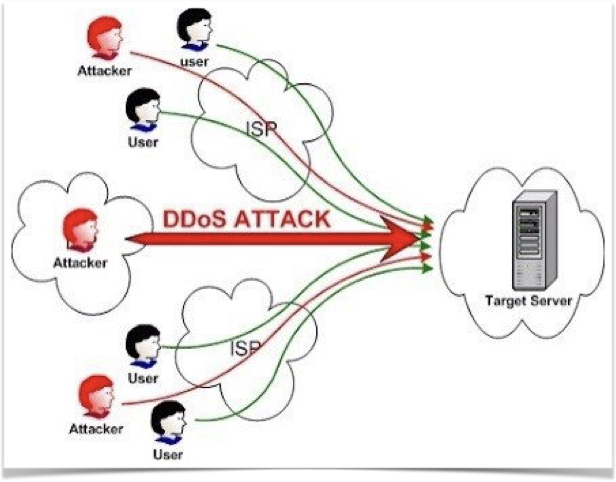 Attacker
user
User
ISP
DDoS ATTACK
Attacker
Target Server
User
ISP
Attacker
User